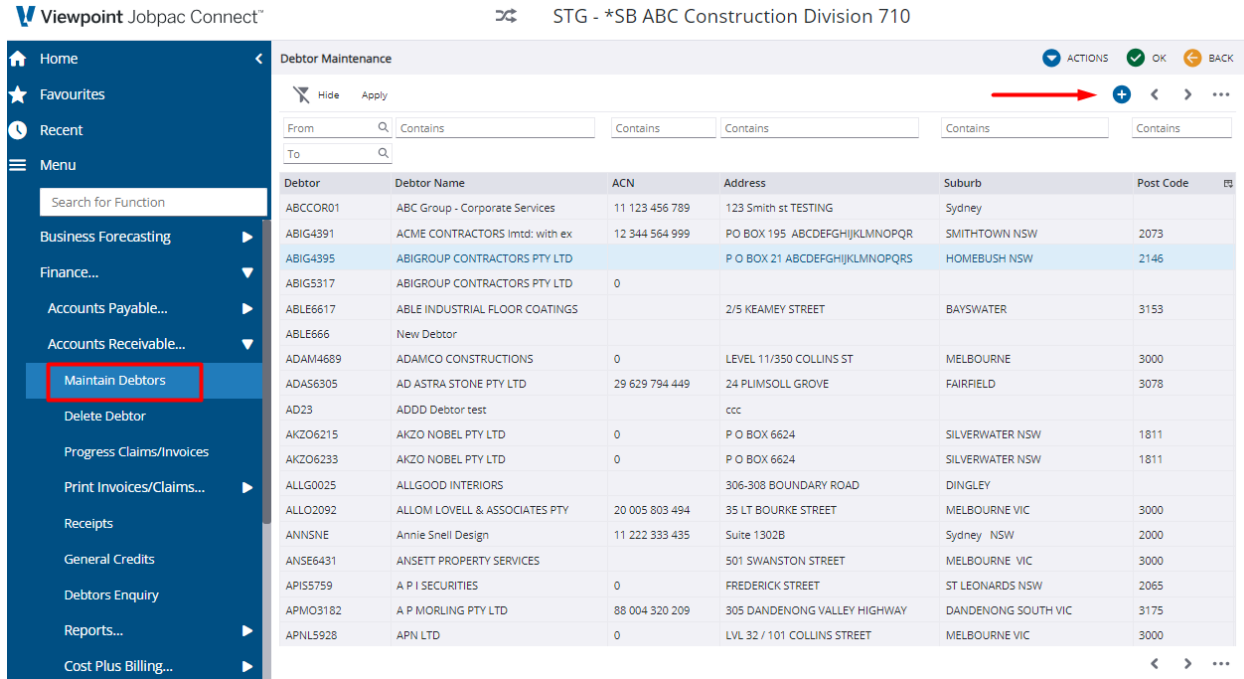 Viewpoint Jobpac Connect™
STG - *SB ABC Construction Division 710
Home
Favourites
Recent
Menu
Search for Function
Business Forecasting
Finance...
Accounts Payable...
Accounts Receivable...
Maintain Debtors
Delete Debtor
Progress Claims/Invoices
Print Invoices/Claims...
Receipts
General Credits
Debtors Enquiry
Reports...
Cost Plus Billing...
Debtor Maintenance ACTIONS OK BACK
Hide Apply
From Contains Contains Contains Contains Contains
To
Debtor Debtor Name ACN Address Suburb Post Code
ABCCOR01 ABC Group - Corporate Services 11 123 456 789 123 Smith st TESTING Sydney
ABIG4391 ACME CONTRACTORS lmtd: with ex 12 344 564 999 PO BOX 195 ABCDEFGHIJKLMNOPQR SMITHTOWN NSW 2073
ABIG4395 ABIGROUP CONTRACTORS PTY LTD P O BOX 21 ABCDEFGHIJKLMNOPQRS HOMEBUSH NSW 2146
ABIG5317 ABIGROUP CONTRACTORS PTY LTD 0
ABLE6617 ABLE INDUSTRIAL FLOOR COATINGS 2/5 KEAMEY STREET BAYSWATER 3153
ABLE666 New Debtor
ADAM4689 ADAMCO CONSTRUCTIONS 0 LEVEL 11/350 COLLINS ST MELBOURNE 3000
ADAS6305 AD ASTRA STONE PTY LTD 29 629 794 449 24 PLIMSOLL GROVE FAIRFIELD 3078
AD23 ADDD Debtor test ccc
AKZO6215 AKZO NOBEL PTY LTD 0 P O BOX 6624 SILVERWATER NSW 1811
AKZO6233 AKZO NOBEL PTY LTD 0 P O BOX 6624 SILVERWATER NSW 1811
ALLG0025 ALLGOOD INTERIORS 306-308 BOUNDARY ROAD DINGLEY
ALLO2092 ALLOM LOVELL & ASSOCIATES PTY 20 005 803 494 35 LT BOURKE STREET MELBOURNE VIC 3000
ANNSNE Annie Snell Design 11 222 333 435 Suite 1302B Sydney NSW 2000
ANSE6431 ANSETT PROPERTY SERVICES 501 SWANSTON STREET MELBOURNE VIC 3000
APIS5759 A P I SECURITIES 0 FREDERICK STREET ST LEONARDS NSW 2065
APMO3182 A P MORLING PTY LTD 88 004 320 209 305 DANDENONG VALLEY HIGHWAY DANDENONG SOUTH VIC 3175
APNL5928 APN LTD 0 LVL 32 / 101 COLLINS STREET MELBOURNE VIC 3000